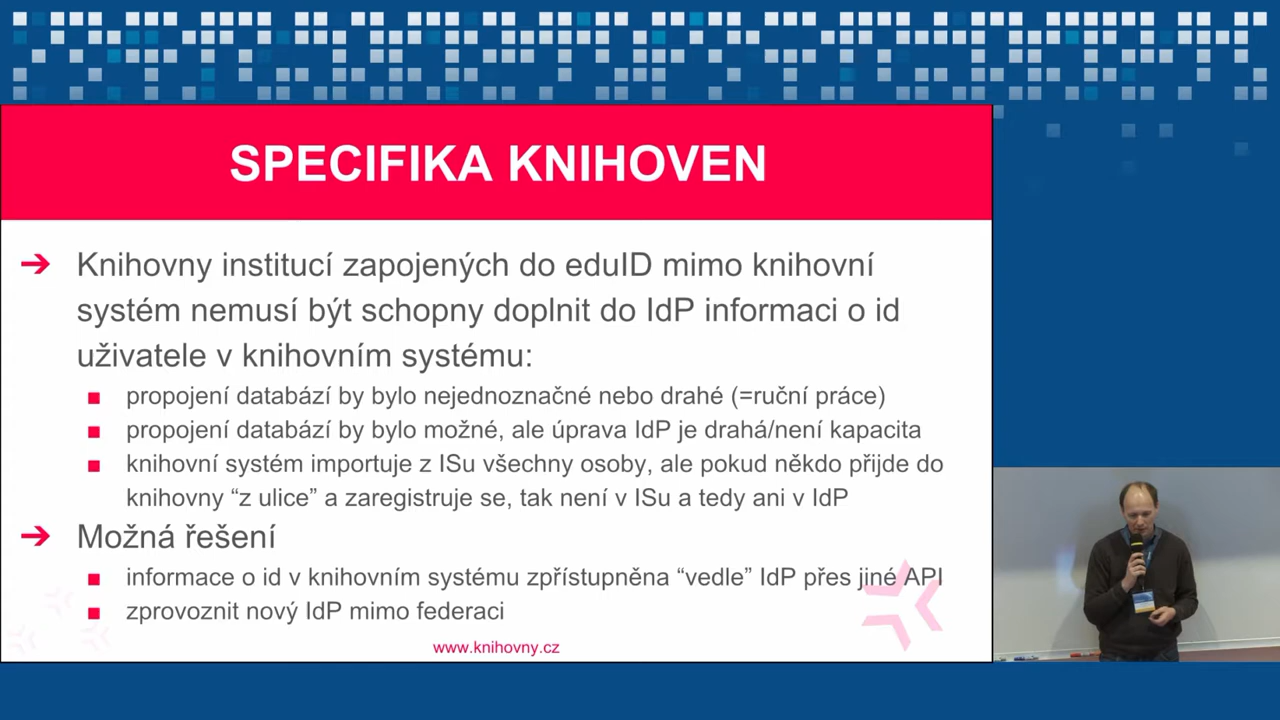 SPECIFIKA KNIHOVEN
➔ Knihovny institucí zapojených do eduID mimo knihovní
systém nemusí být schopny doplnit do IdP informaci o id
uživatele v knihovním systému:
■ propojení databází by bylo nejednoznačné nebo drahé (=ruční práce)
■ propojení databází by bylo možné, ale úprava IdP je drahá/není kapacita
■ knihovní systém importuje z ISu všechny osoby, ale pokud někdo přijde do
knihovny “z ulice” a zaregistruje se, tak není v ISu a tedy ani v IdP
➔ Možná řešení
■ informace o id v knihovním systému zpřístupněna “vedle” IdP přes jiné API
■ zprovoznit nový IdP mimo federaci
www.knihovny.cz